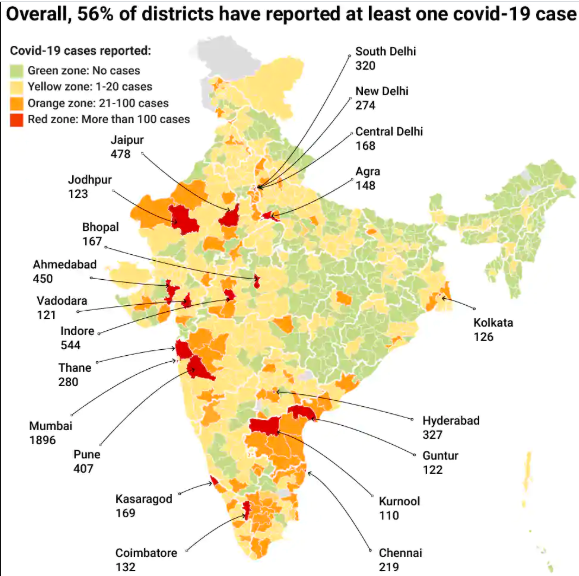 Overall, 56% of districts have reported at least one covid-19 case
Covid-19 cases reported:
Green zone: No cases
Yellow zone: 1-20 cases
Orange zone: 21-100 cases
Red zone: More than 100 cases
South Delhi
320
New Delhi
274
Central Delhi
168
Agra
148
Jaipur
478
Jodhpur
123
Bhopal
167
Ahmedabad
450
Vadodara
121
Indore
544
Thane
280
Mumbai
1896
Pune
407
Kasaragod
169
Coimbatore
132
Kolkata
126
Hyderabad
327
Guntur
122
Kurnool
110
Chennai
219